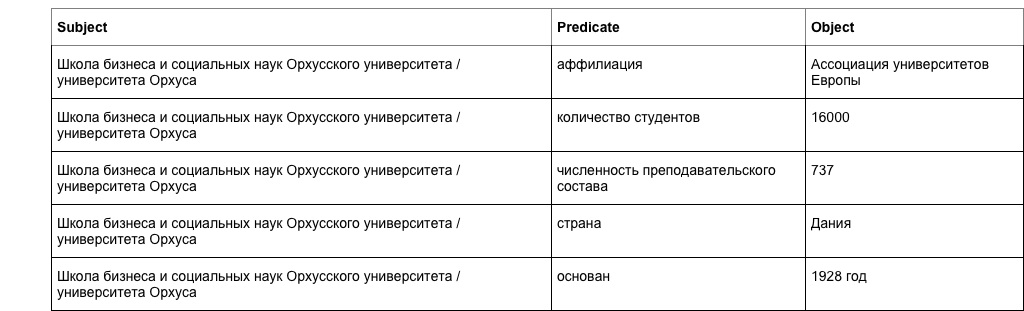 Subject Predicate Object
Школа бизнеса и социальных наук Орхусского университета / аффилиация Ассоциация университетов
университета Орхуса Европы
Школа бизнеса и социальных наук Орхусского университета / количество студентов 16000
университета Орхуса
Школа бизнеса и социальных наук Орхусского университета / численность преподавательского 737
университета Орхуса состава
Школа бизнеса и социальных наук Орхусского университета / страна Дания
университета Орхуса
Школа бизнеса и социальных наук Орхусского университета / основан 1928 год
университета Орхуса